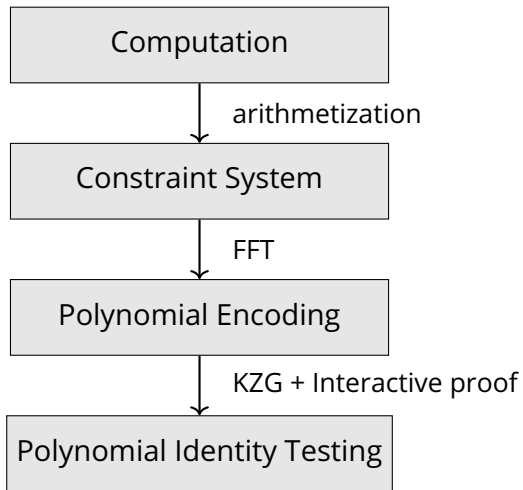 Computation
arithmetization
Constraint System
FFT
Polynomial Encoding
KZG + Interactive proof
Polynomial Identity Testing